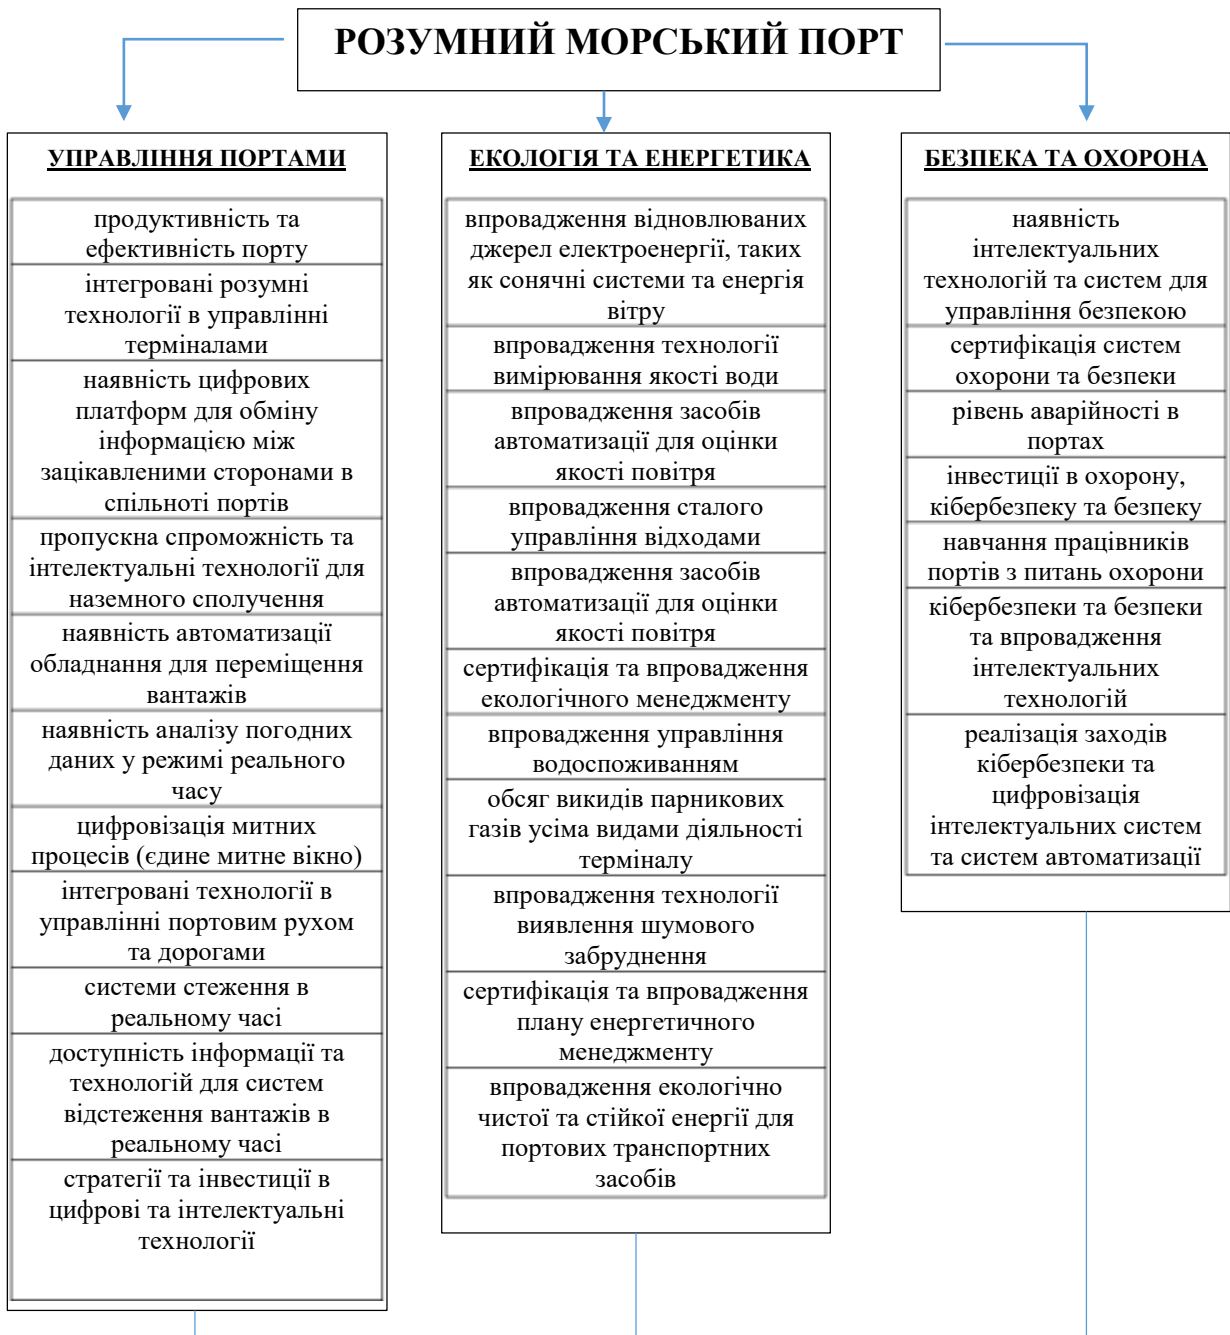 РОЗУМНИЙ МОРСЬКИЙ ПОРТ
УПРАВЛІННЯ ПОРТАМИ
продуктивність та
ефективність порту
інтегровані розумні
технології в управлінні
терміналами
наявність цифрових
платформ для обміну
інформацією між
зацікавленими сторонами в
спільноті портів
пропускна спроможність та
інтелектуальні технології для
наземного сполучення
наявність автоматизації
обладнання для переміщення
вантажів
наявність аналізу погодних
даних у режимі реального
часу
цифровізація митних
процесів (єдине митне вікно)
інтегровані технології в
управлінні портовим рухом
та дорогами
системи стеження в
реальному часі
доступність інформації та
технологій для систем
відстеження вантажів в
реальному часі
стратегії та інвестиції в
цифрові та інтелектуальні
технології
ЕКОЛОГІЯ ТА ЕНЕРГЕТИКА
впровадження відновлюваних
джерел електроенергії, таких
як сонячні системи та енергія
вітру
впровадження технології
вимірювання якості води
впровадження засобів
автоматизації для оцінки
якості повітря
впровадження сталого
управління відходами
впровадження засобів
автоматизації для оцінки
якості повітря
сертифікація та впровадження
екологічного менеджменту
впровадження управління
водоспоживанням
обсяг викидів парникових
газів усіма видами діяльності
терміналу
впровадження технології
виявлення шумового
забруднення
сертифікація та впровадження
плану енергетичного
менеджменту
впровадження екологічно
чистої та стійкої енергії для
портових транспортних
засобів
БЕЗПЕКА ТА ОХОРОНА
наявність
інтелектуальних
технологій та систем для
управління безпекою
сертифікація систем
охорони та безпеки
рівень аварійності в
портах
інвестиції в охорону,
кібербезпеку та безпеку
навчання працівників
портів з питань охорони
кібербезпеки та безпеки
та впровадження
інтелектуальних
технологій
реалізація заходів
кібербезпеки та
цифровізація
інтелектуальних систем
та систем автоматизації